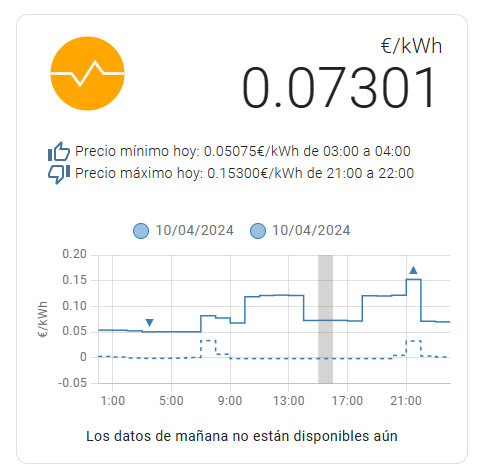 €/kWh
0.07301
Precio mínimo hoy: 0.05075€/kWh de 03:00 a 04:00
Precio máximo hoy: 0.15300€/kWh de 21:00 a 22:00
10/04/2024 10/04/2024
0.20
0.15
0.10
0.05
0
-0.05
€/kWh
1:00 5:00 9:00 13:00 17:00 21:00
Los datos de mañana no están disponibles aún